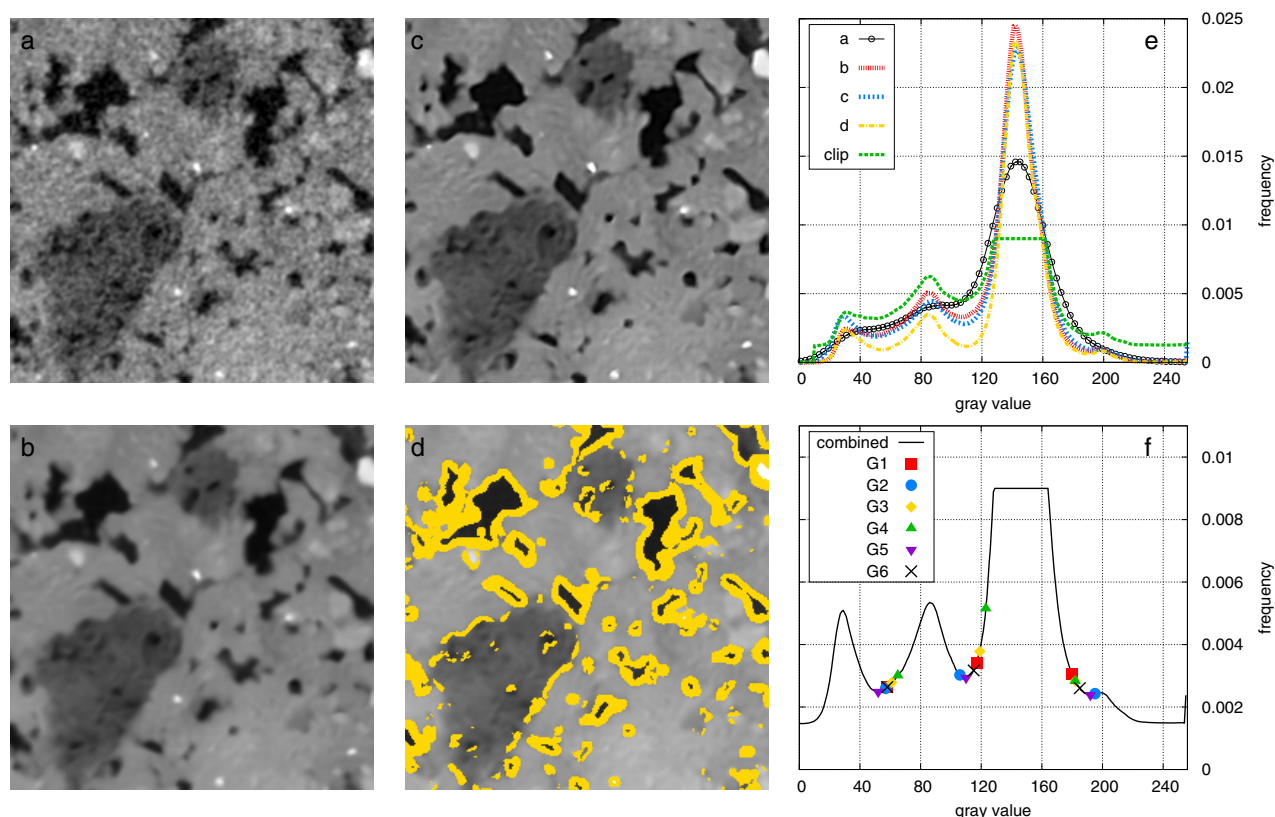 a
c
b
d
e
a
b
c
d
clip
0.025
0.02
0.015
0.01
0.005
0
frequency
0 40 80 120 160 200 240
gray value
f
combined
G1
G2
G3
G4
G5
G6
0.01
0.008
0.006
0.004
0.002
0
frequency
0 40 80 120 160 200 240
gray value